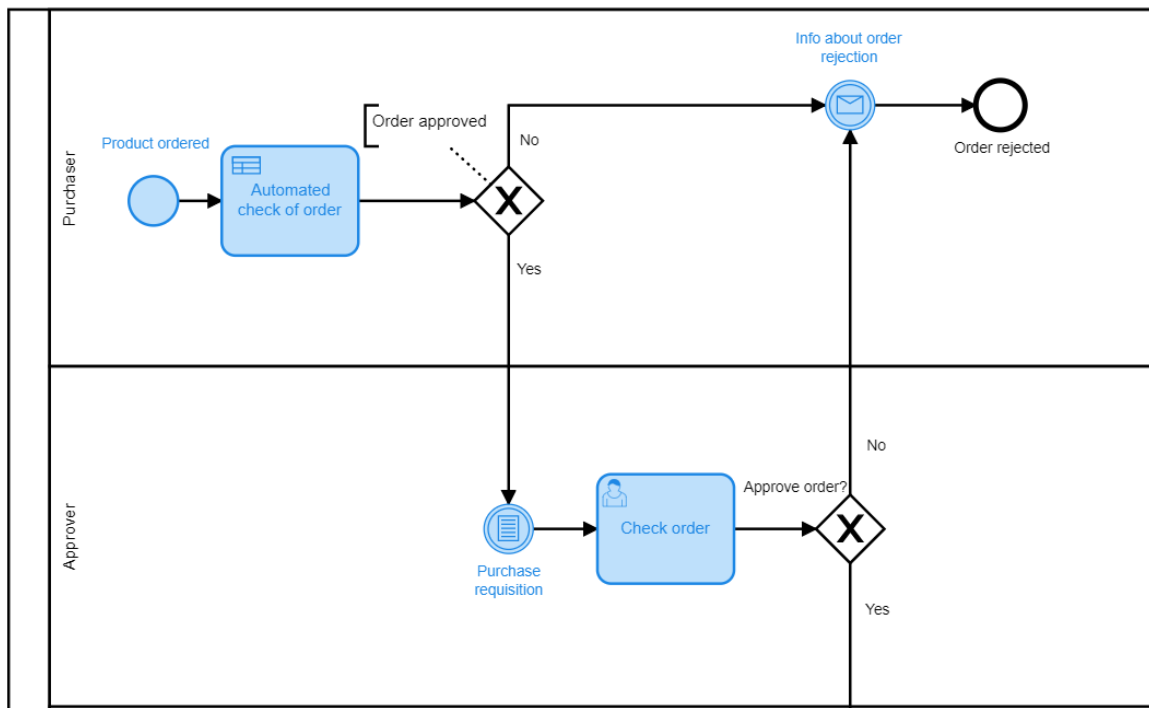 Purchaser
Product ordered
Automated
check of order
Order approved
No
Yes
Info about order
rejection
Order rejected
Approver
Purchase
requisition
Check order
Approve order?
No
Yes